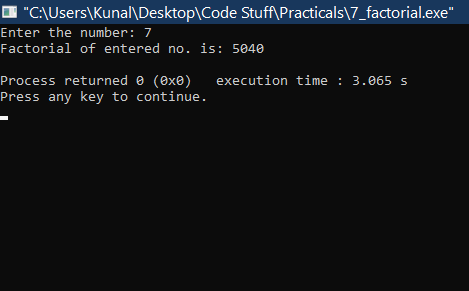 "C:\Users\Kunal\Desktop\Code Stuff\Practicals\7_factorial.exe"
Enter the number: 7
Factorial of entered no. is: 5040
Process returned 0 (0x0)   execution time : 3.065 s
Press any key to continue.